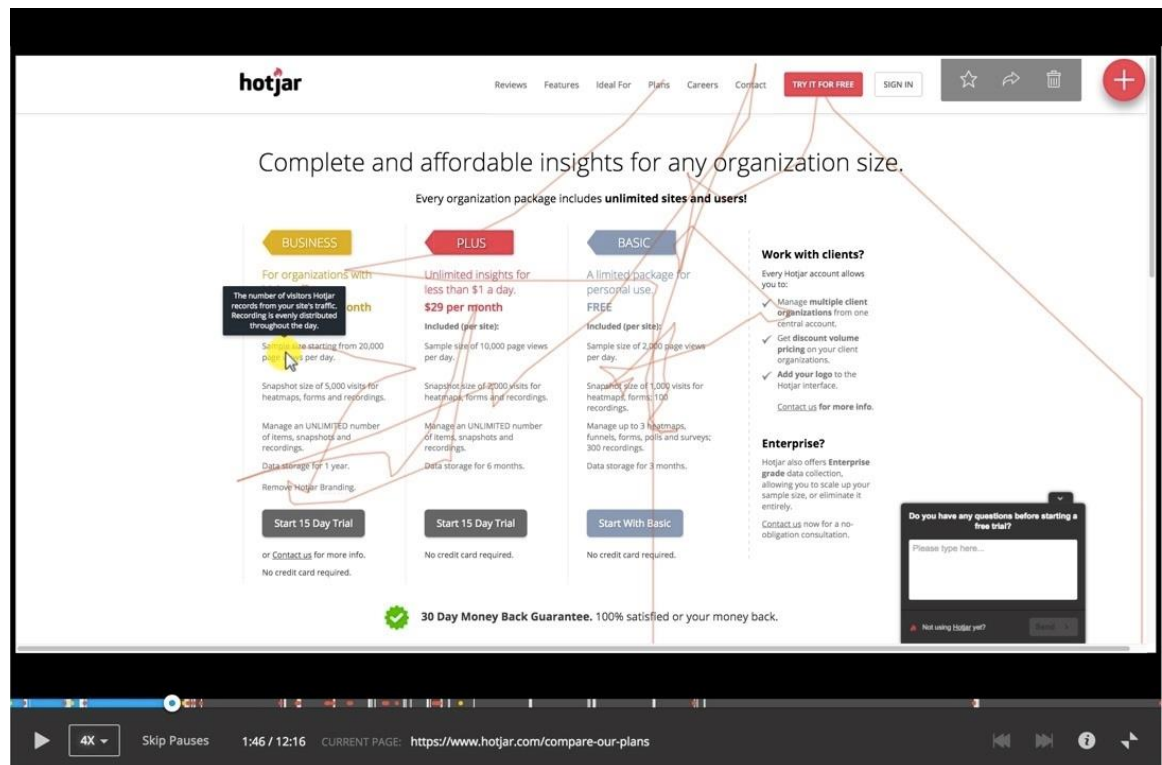 hotjar
Reviews Features Ideal For Plans Careers Contact TRY IT FOR FREE SIGN IN
Complete and affordable insights for any organization size.
Every organization package includes unlimited sites and users!
BUSINESS
For organizations with
onth
The number of visitors Hotjar
records from your site's traffic.
Recording is evenly distributed
throughout the day.
Sample size starting from 20,000
page views per day.
Snapshot size of 5,000 visits for
heatmaps, forms and recordings.
Manage an UNLIMITED number
of items, snapshots and
recordings.
Data storage for 1 year.
Remove Hotjar Branding.
Start 15 Day Trial
or Contact us for more info.
No credit card required.
PLUS
Unlimited insights for
less than $1 a day.
$29 per month
Included (per site):
Sample size of 10,000 page views
per day.
Snapshot size of 2,000 visits for
heatmaps, forms and recordings.
Manage an UNLIMITED number
of items, snapshots and
recordings.
Data storage for 6 months.
Start 15 Day Trial
No credit card required.
BASIC
A limited package for
personal use.
FREE
Included (per site):
Sample size of 2,000 page views
per day.
Snapshot size of 1,000 visits for
heatmaps, forms; 100
recordings.
Manage up to 3 heatmaps,
funnels, forms, polls and surveys;
300 recordings.
Data storage for 3 months.
Start With Basic
No credit card required.
Work with clients?
Every Hotjar account allows
you to:
Manage multiple client
organizations from one
central account.
Get discount volume
pricing on your client
organizations.
Add your logo to the
Hotjar interface.
Contact us for more info.
Enterprise?
Hotjar also offers Enterprise
grade data collection,
allowing you to scale up your
sample size, or eliminate it
entirely.
Contact us now for a no-
obligation consultation.
Do you have any questions before starting a
free trial?
Please type here...
Not using Hotjar yet? Send
30 Day Money Back Guarantee. 100% satisfied or your money back.
4X Skip Pauses 1:46 / 12:16 CURRENT PAGE: https://www.hotjar.com/compare-our-plans